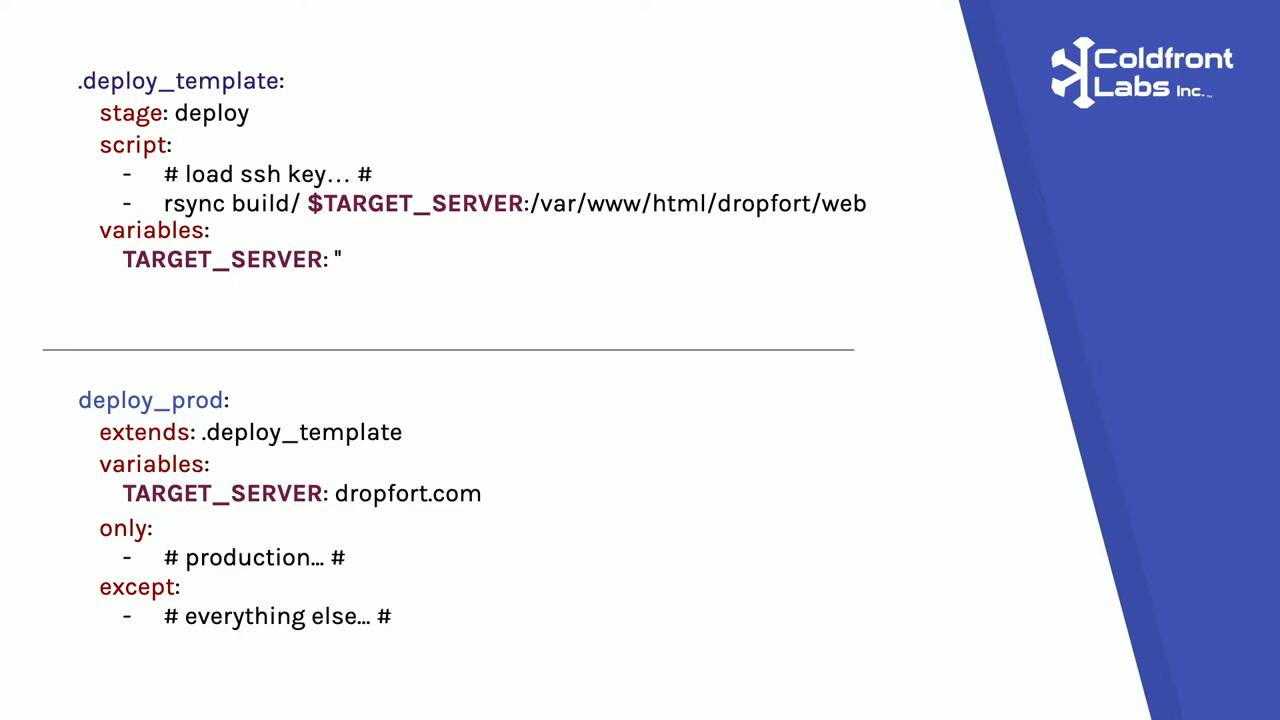 .deploy_template:
stage: deploy
script:
- # load ssh key... #
- rsync build/ $TARGET_SERVER:/var/www/html/dropfort/web
variables:
TARGET_SERVER: "
deploy_prod:
extends: .deploy_template
variables:
TARGET_SERVER: dropfort.com
only:
- # production... #
except:
- # everything else... #
Coldfront
Labs Inc.™